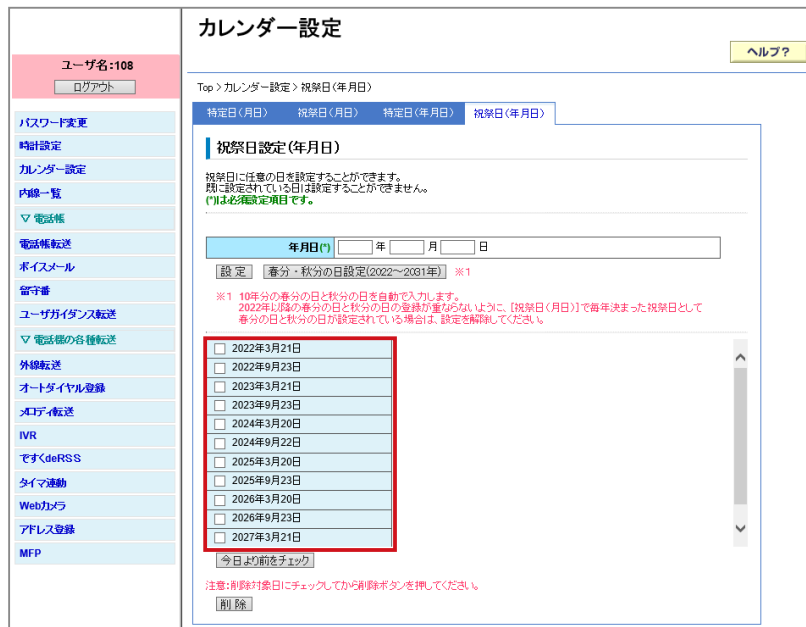 カレンダー設定
ヘルプ?
ユーザ名:108
ログアウト
パスワード変更
時計設定
カレンダー設定
内線一覧
▽ 電話帳
電話帳転送
ボイスメール
留守番
ユーザガイダンス転送
▽ 電話機の各種転送
外線転送
オートダイヤル登録
メロディ転送
IVR
ですくdeRSS
タイマ連動
Webカメラ
アドレス登録
MFP
Top > カレンダー設定 > 祝祭日(年月日)
特定日(月日) 祝祭日(月日) 特定日(年月日) 祝祭日(年月日)
祝祭日設定(年月日)
祝祭日に任意の日を設定することができます。
既に設定されている日は設定することができません。
(*)は必須設定項目です。
年月日(*) 年 月 日
設定 春分・秋分の日設定(2022~2031年) ※1
※1 10年分の春分の日と秋分の日を自動で入力します。
2022年以降の春分の日と秋分の日の登録が重ならないように、[祝祭日(月日)]で毎年決まった祝祭日として
春分の日と秋分の日が設定されている場合は、設定を解除してください。
2022年3月21日
2022年9月23日
2023年3月21日
2023年9月23日
2024年3月20日
2024年9月22日
2025年3月20日
2025年9月23日
2026年3月20日
2026年9月23日
2027年3月21日
今日より前をチェック
注意:削除対象日にチェックしてから削除ボタンを押してください。
削除